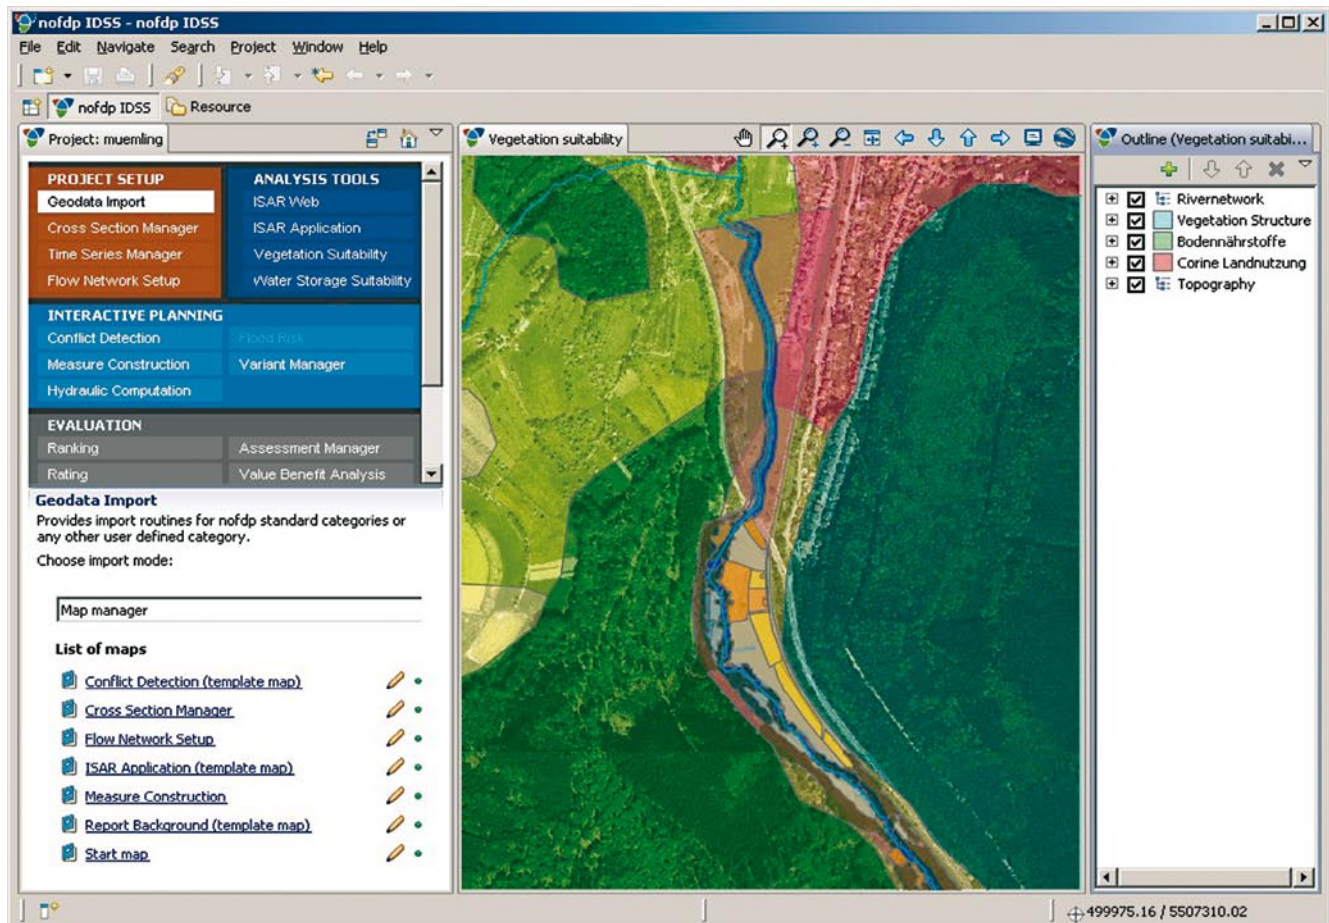 nofdp IDSS - nofdp IDSS
File Edit Navigate Search Project Window Help
nofdp IDSS Resource
Project: muemling
PROJECT SETUP
Geodata Import
Cross Section Manager
Time Series Manager
Flow Network Setup
ANALYSIS TOOLS
ISAR Web
ISAR Application
Vegetation Suitability
Water Storage Suitability
INTERACTIVE PLANNING
Conflict Detection Flood Risk
Measure Construction Variant Manager
Hydraulic Computation
EVALUATION
Ranking Assessment Manager
Rating Value Benefit Analysis
Geodata Import
Provides import routines for nofdp standard categories or
any other user defined category.
Choose import mode:
Map manager
List of maps
Conflict Detection (template map)
Cross Section Manager
Flow Network Setup
ISAR Application (template map)
Measure Construction
Report Background (template map)
Start map
Vegetation suitability
Outline (Vegetation suitabi...
Rivernetwork
Vegetation Structure
Bodennährstoffe
Corine Landnutzung
Topography
499975.16 / 5507310.02